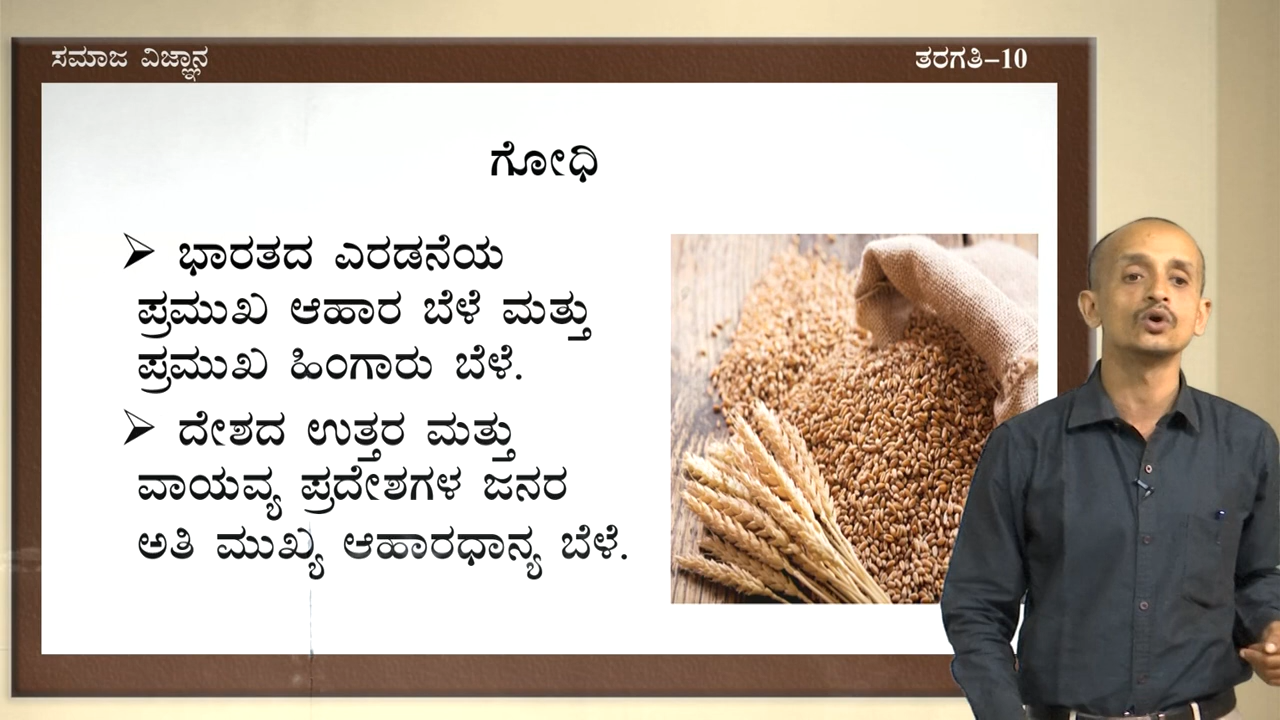 ಸಮಾಜ ವಿಜ್ಞಾನ
ತರಗತಿ-10
ಗೋಧಿ
➢ ಭಾರತದ ಎರಡನೆಯ
ಪ್ರಮುಖ ಆಹಾರ ಬೆಳೆ ಮತ್ತು
ಪ್ರಮುಖ ಹಿಂಗಾರು ಬೆಳೆ.
➢ ದೇಶದ ಉತ್ತರ ಮತ್ತು
ವಾಯವ್ಯ ಪ್ರದೇಶಗಳ ಜನರ
ಅತಿ ಮುಖ್ಯ ಆಹಾರಧಾನ್ಯ ಬೆಳೆ.